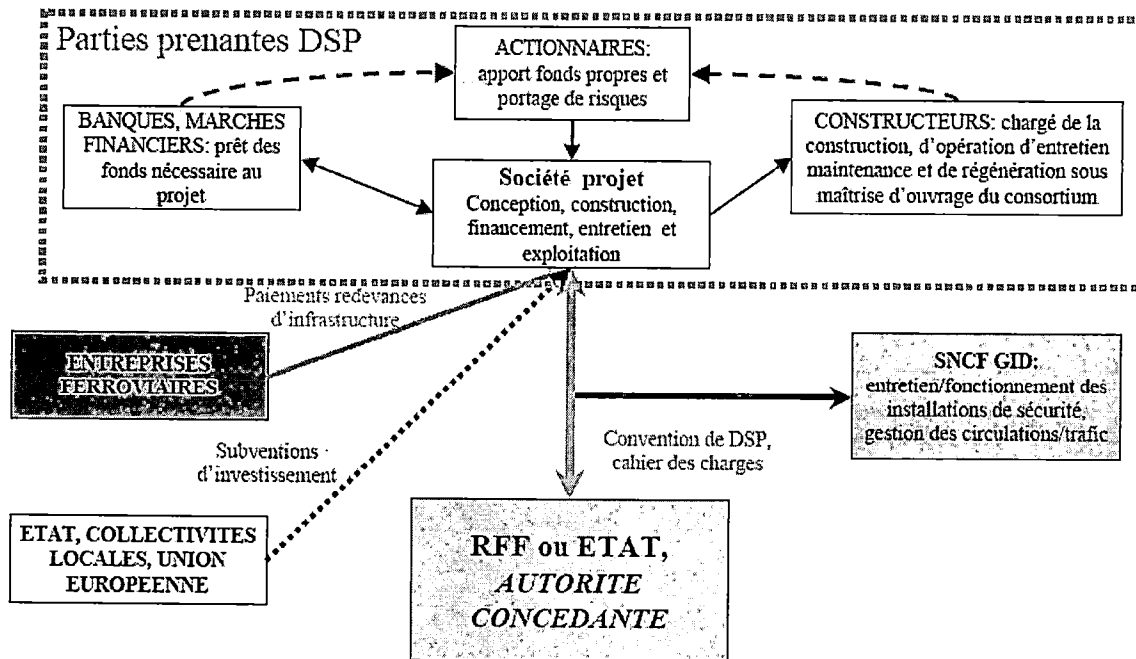 Parties prenantes DSP
ACTIONNAIRES:
apport fonds propres et
portage de risques
BANQUES, MARCHES
FINANCIERS: prêt des
fonds nécessaire au
projet
CONSTRUCTEURS: chargé de la
construction, d'opération d'entretien
maintenance et de régénération sous
maîtrise d'ouvrage du consortium
Société projet
Conception, construction,
financement, entretien et
exploitation
Paiements redevances
d'infrastructure
ENTREPRISES
FERROVIAIRES
SNCF GID:
entretien/fonctionnement des
installations de sécurité,
gestion des circulations/trafic
Subventions
d'investissement
Convention de DSP,
cahier des charges
ETAT, COLLECTIVITES
LOCALES, UNION
EUROPEENNE
RFF ou ETAT,
AUTORITE
CONCEDANTE